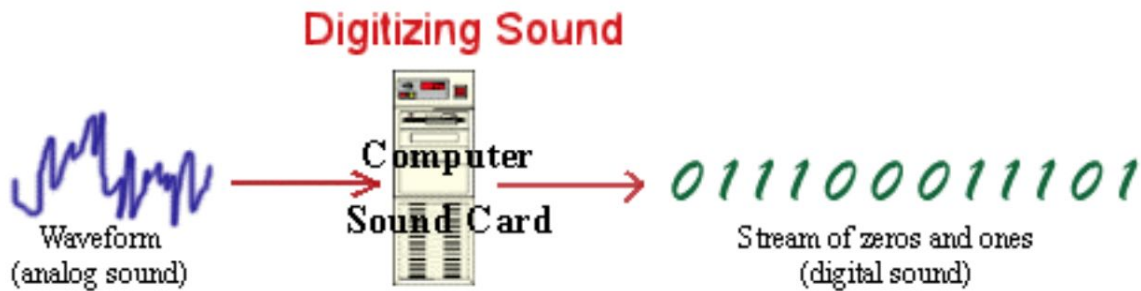 Digitizing Sound
Computer
Sound Card
011100011101
Waveform
(analog sound)
Stream of zeros and ones
(digital sound)